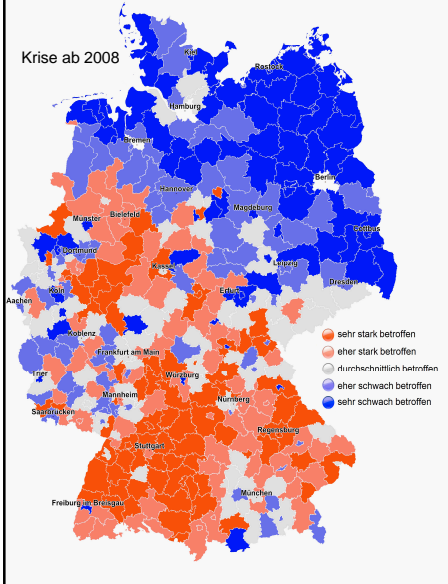 Krise ab 2008
Kiel
Rostock
Hamburg
Bremen
Berlin
Hannover
Magdeburg
Cottbus
Münster
Bielefeld
Dortmund
Leipzig
Kassel
Dresden
Köln
Erfurt
Aachen
Koblenz
Frankfurt am Main
Trier
Würzburg
Mannheim
Nürnberg
Saarbrücken
Regensburg
Stuttgart
München
Freiburg im Breisgau
sehr stark betroffen
eher stark betroffen
durchschnittlich betroffen
eher schwach betroffen
sehr schwach betroffen